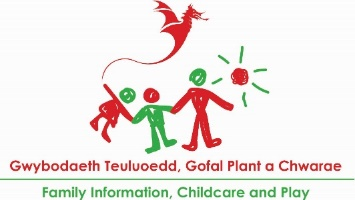 Gwybodaeth Teuluoedd, Gofal Plant a Chwarae
Family Information, Childcare and Play